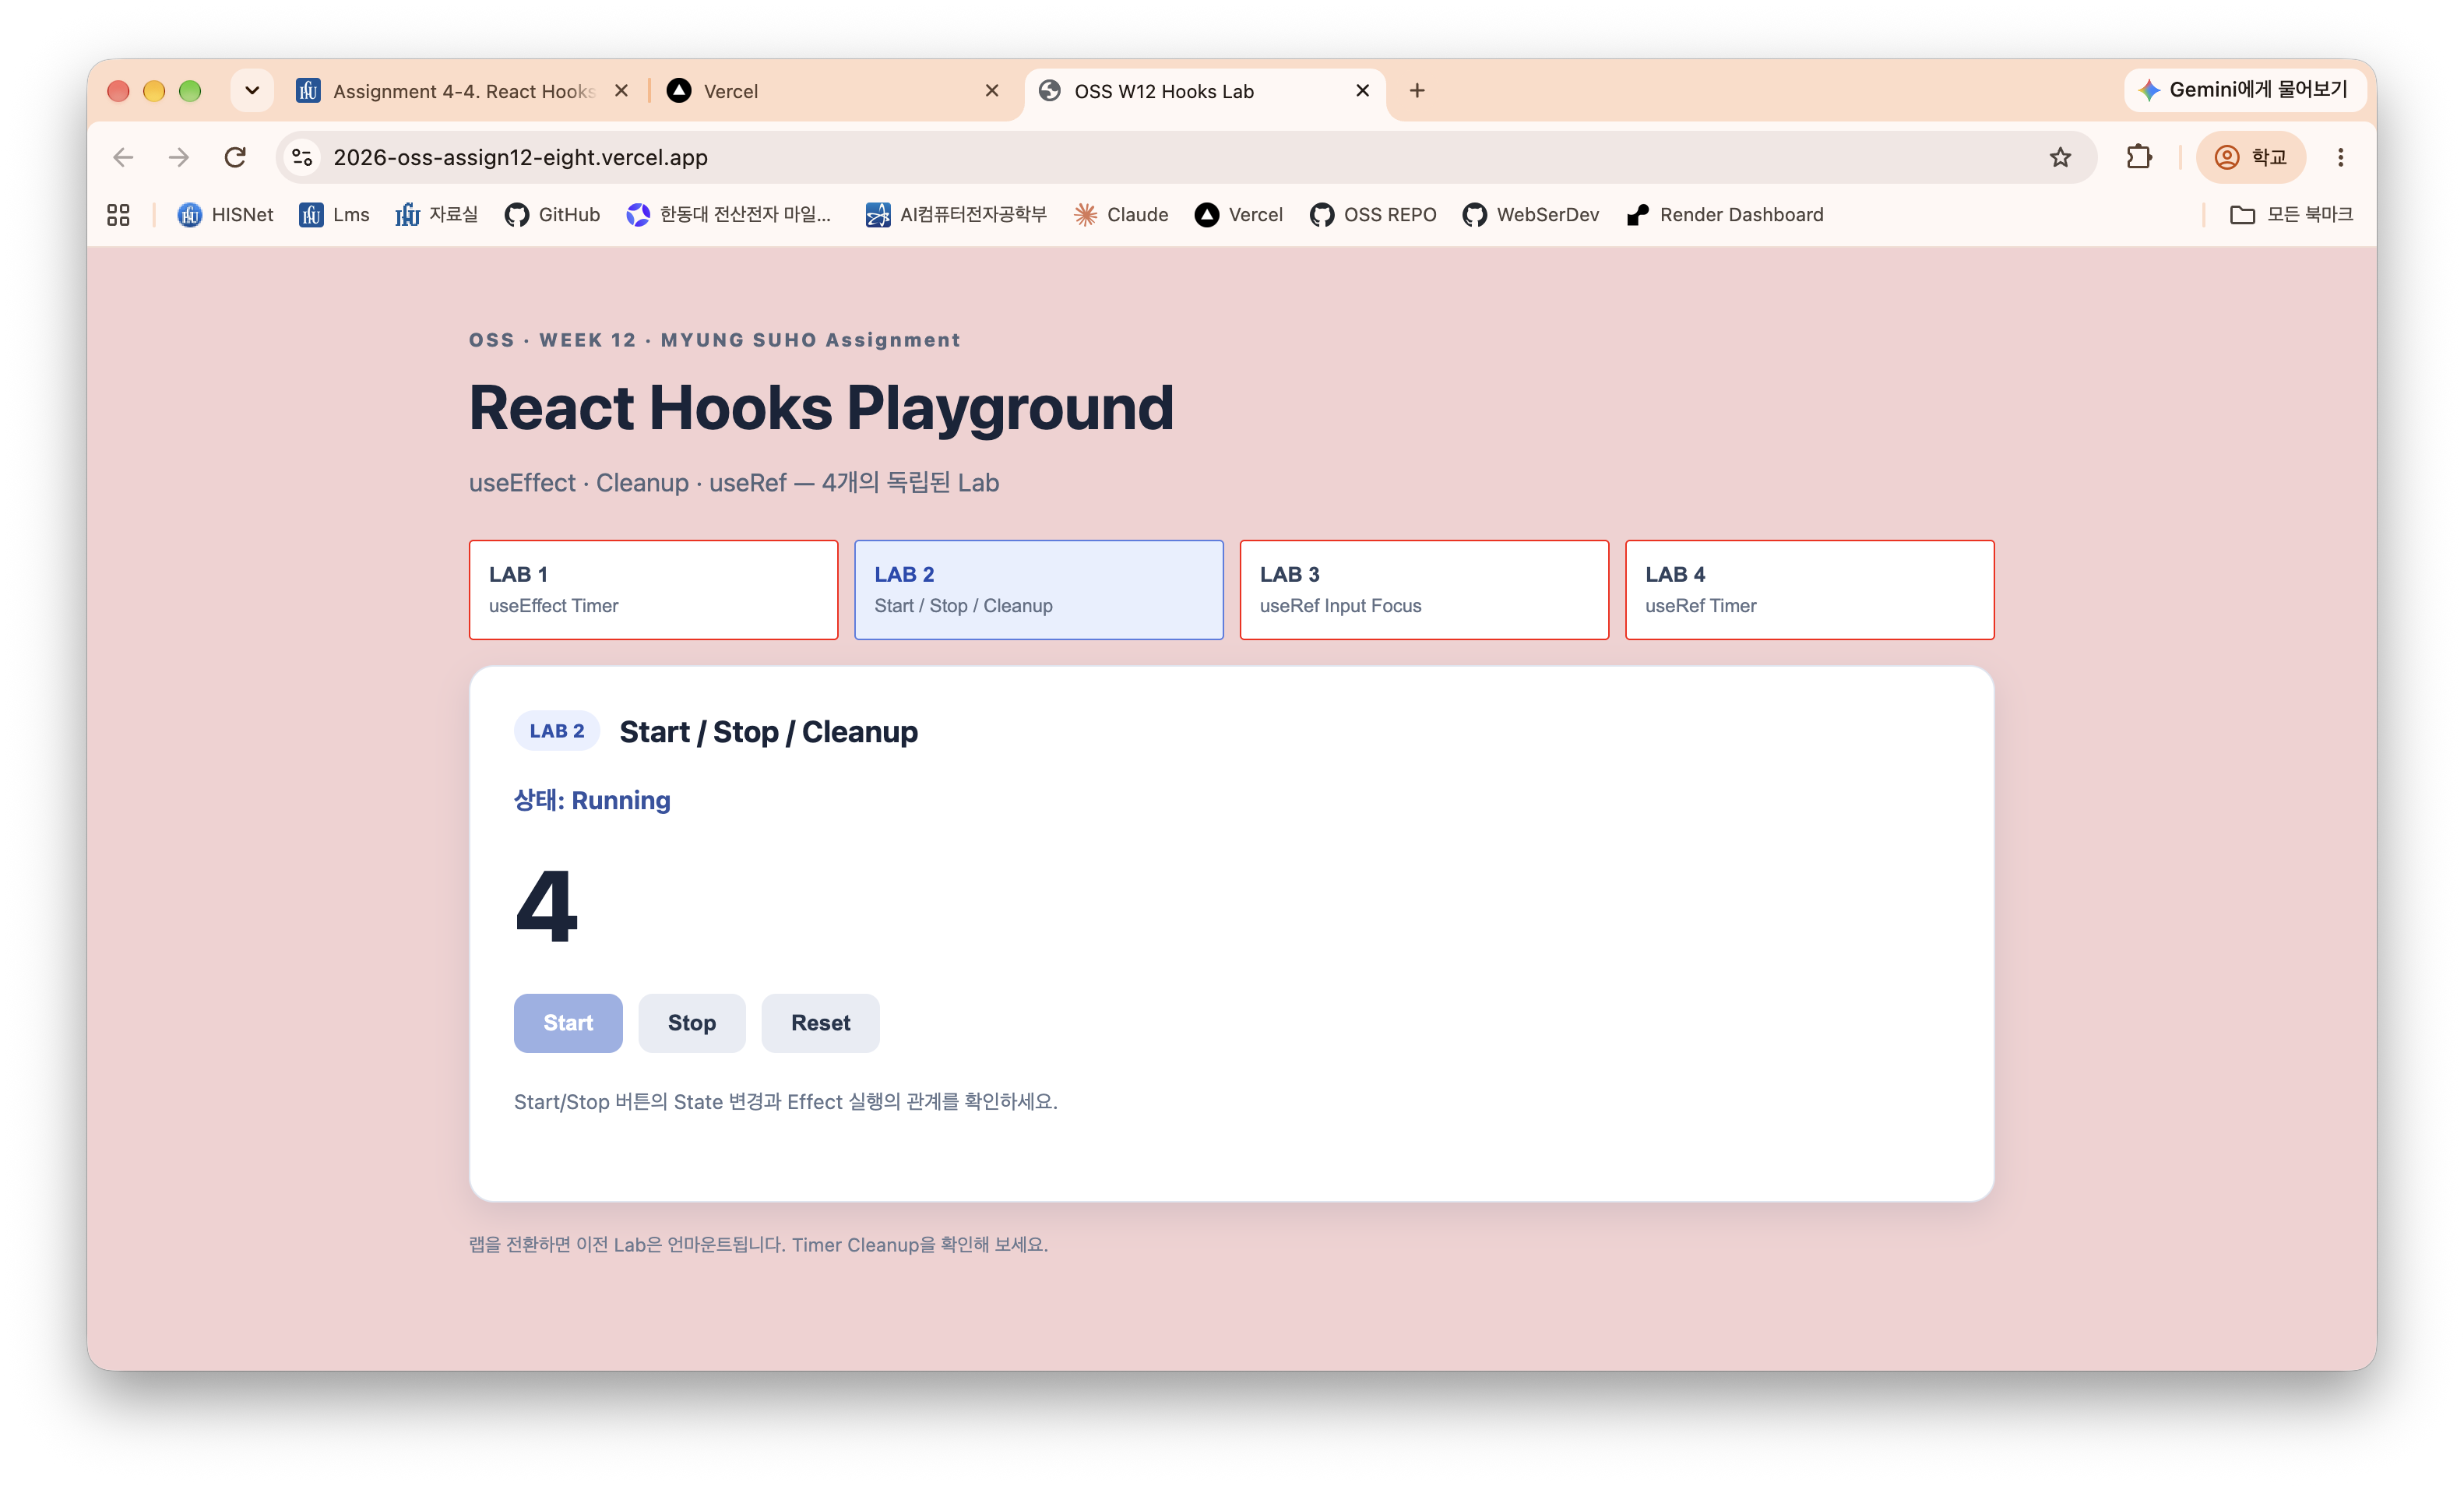 Assignment 4-4. React Hooks
Vercel
OSS W12 Hooks Lab
Gemini에게 물어보기
2026-oss-assign12-eight.vercel.app
학교
HISNet
Lms
자료실
GitHub
한동대 전산전자 마일...
AI컴퓨터전자공학부
Claude
Vercel
OSS REPO
WebSerDev
Render Dashboard
모든 북마크
OSS · WEEK 12 · MYUNG SUHO Assignment
React Hooks Playground
useEffect · Cleanup · useRef — 4개의 독립된 Lab
LAB 1
useEffect Timer
LAB 2
Start / Stop / Cleanup
LAB 3
useRef Input Focus
LAB 4
useRef Timer
LAB 2
Start / Stop / Cleanup
상태: Running
4
Start
Stop
Reset
Start/Stop 버튼의 State 변경과 Effect 실행의 관계를 확인하세요.
랩을 전환하면 이전 Lab은 언마운트됩니다. Timer Cleanup을 확인해 보세요.